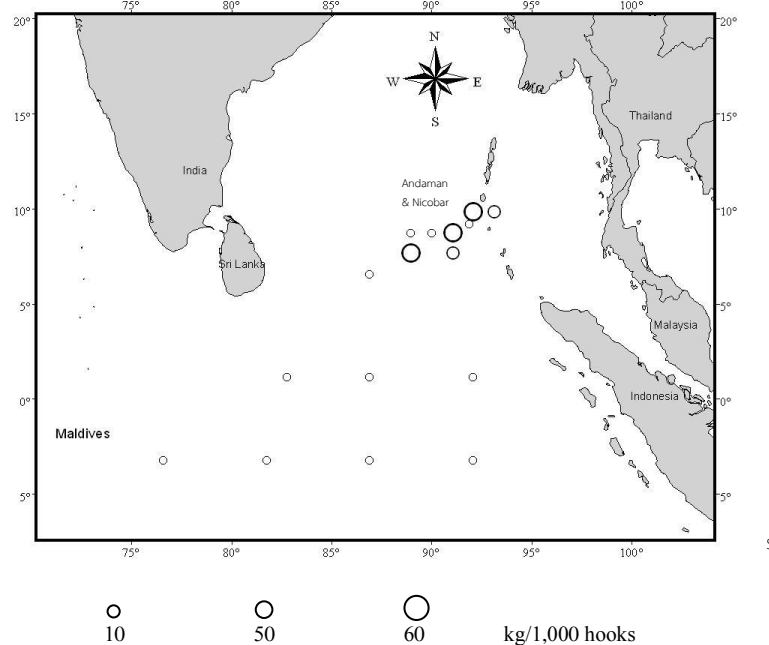 75° 80° 85° 90° 95° 100°
20° 20°
N
W E
S
15° 15°
Thailand
India
Andaman
& Nicobar
10° 10°
Sri Lanka
5° 5°
Malaysia
Indonesia
0° 0°
Maldives
5° 5°
75° 80° 85° 90° 95° 100°
10 50 60 kg/1,000 hooks